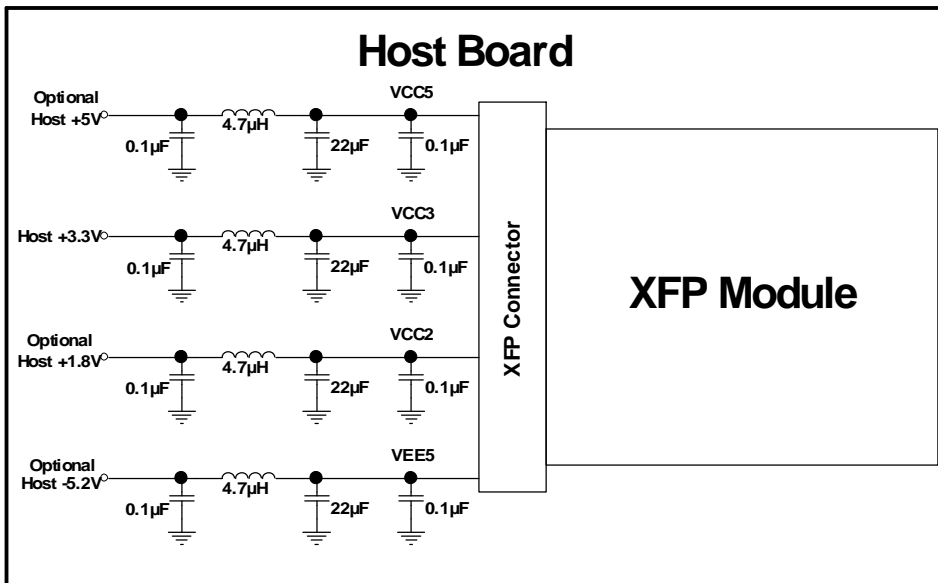 Host Board
Optional
Host +5V
0.1µF
4.7µH
22µF
VCC5
0.1µF
Host +3.3V
0.1µF
4.7µH
22µF
VCC3
0.1µF
Optional
Host +1.8V
0.1µF
4.7µH
22µF
VCC2
0.1µF
Optional
Host -5.2V
0.1µF
4.7µH
22µF
VEE5
0.1µF
XFP Connector
XFP Module